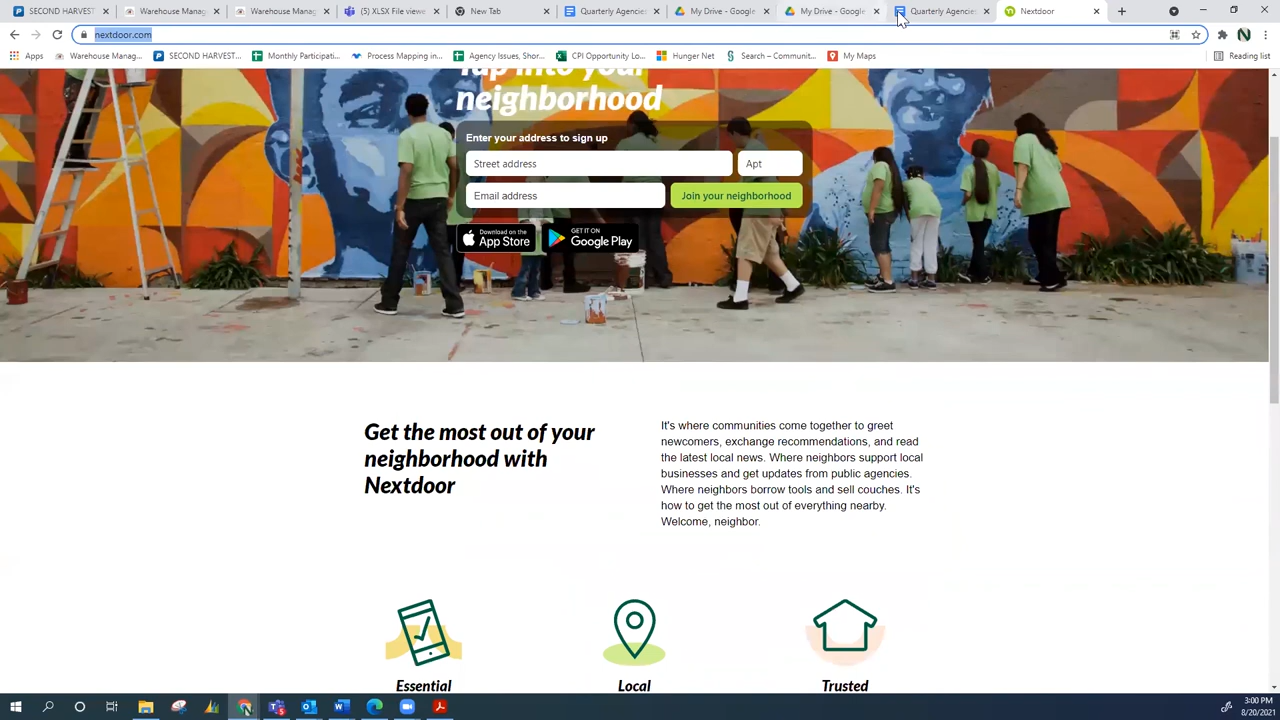 SECOND HARVEST
Warehouse Manag
Warehouse Manag
(5) XLSX File viewe
New Tab
Quarterly Agencies
My Drive - Google
My Drive - Google
Quarterly Agencies
Nextdoor
nextdoor.com
Apps
Warehouse Manag...
SECOND HARVEST...
Monthly Participati...
Process Mapping in...
Agency Issues, Shor...
CPI Opportunity Lo...
Hunger Net
Search – Communit...
My Maps
Reading list
Tap into your
neighborhood
Enter your address to sign up
Street address
Apt
Email address
Join your neighborhood
Download on the
App Store
GET IT ON
Google Play
Get the most out of your
neighborhood with
Nextdoor
It's where communities come together to greet
newcomers, exchange recommendations, and read
the latest local news. Where neighbors support local
businesses and get updates from public agencies.
Where neighbors borrow tools and sell couches. It's
how to get the most out of everything nearby.
Welcome, neighbor.
Essential
Local
Trusted
3:00 PM
8/20/2021